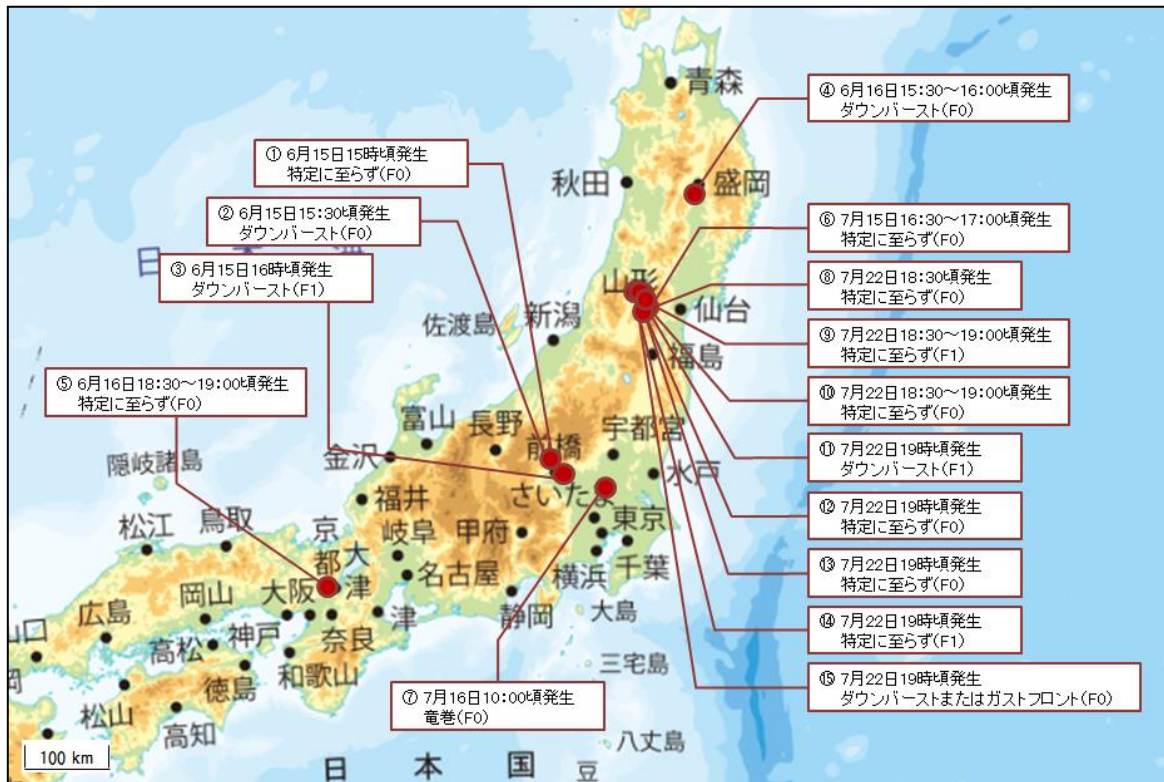 青森
④ 6月16日15:30～16:00頃発生
ダウンバースト(F0)
① 6月15日15時頃発生
特定に至らず(F0)
秋田
盛岡
② 6月15日15:30頃発生
ダウンバースト(F0)
⑥ 7月15日16:30～17:00頃発生
特定に至らず(F0)
日
③ 6月15日16時頃発生
ダウンバースト(F1)
山形
⑧ 7月22日18:30頃発生
特定に至らず(F0)
佐渡島
新潟
仙台
⑨ 7月22日18:30～19:00頃発生
特定に至らず(F1)
福島
⑤ 6月16日18:30～19:00頃発生
特定に至らず(F0)
⑩ 7月22日18:30～19:00頃発生
特定に至らず(F0)
富山
長野
前橋
宇都宮
⑪ 7月22日19時頃発生
ダウンバースト(F1)
金沢
水戸
隠岐諸島
さいたま
福井
⑫ 7月22日19時頃発生
特定に至らず(F0)
松江
鳥取
京都
岐阜
甲府
東京
⑬ 7月22日19時頃発生
特定に至らず(F0)
大津
名古屋
横浜
千葉
岡山
大阪
静岡
大島
広島
神戸
奈良
津
⑭ 7月22日19時頃発生
特定に至らず(F1)
山口
高松
和歌山
三宅島
徳島
⑦ 7月16日10:00頃発生
竜巻(F0)
⑮ 7月22日19時頃発生
ダウンバーストまたはガストフロント(F0)
松山
高知
八丈島
100 km
日本国
豆